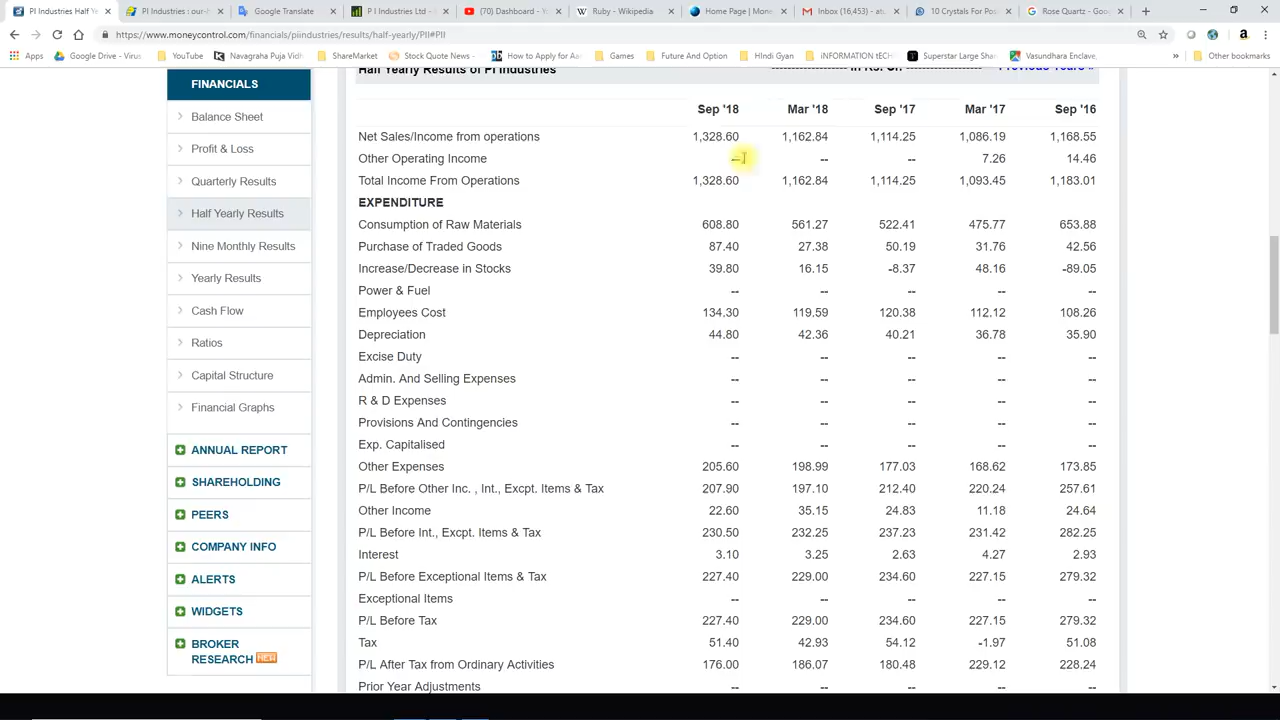 PI Industries Half Ye
PI Industries : our-h
Google Translate
P I Industries Ltd -
(70) Dashboard - Yo
Ruby - Wikipedia
Home Page | Mone
Inbox (16,453) - atu
10 Crystals For Pos
Rose Quartz - Goo
https://www.moneycontrol.com/financials/piindustries/results/half-yearly/PII#PII
Apps
Google Drive - Virus
YouTube
Navagraha Puja Vidh
ShareMarket
Stock Quote News -
How to Apply for Aa
Games
Future And Option
HIndi Gyan
iNFORMATION tECH
Superstar Large Shar
Vasundhara Enclave,
»
Other bookmarks
FINANCIALS
Balance Sheet
Profit & Loss
Quarterly Results
Half Yearly Results
Nine Monthly Results
Yearly Results
Cash Flow
Ratios
Capital Structure
Financial Graphs
ANNUAL REPORT
SHAREHOLDING
PEERS
COMPANY INFO
ALERTS
WIDGETS
BROKER
RESEARCH NEW
Half Yearly Results of PI Industries ------------------- in Rs. Cr. ------------------- Previous Years »
Sep '18 Mar '18 Sep '17 Mar '17 Sep '16
Net Sales/Income from operations 1,328.60 1,162.84 1,114.25 1,086.19 1,168.55
Other Operating Income -- -- -- 7.26 14.46
Total Income From Operations 1,328.60 1,162.84 1,114.25 1,093.45 1,183.01
EXPENDITURE
Consumption of Raw Materials 608.80 561.27 522.41 475.77 653.88
Purchase of Traded Goods 87.40 27.38 50.19 31.76 42.56
Increase/Decrease in Stocks 39.80 16.15 -8.37 48.16 -89.05
Power & Fuel -- -- -- -- --
Employees Cost 134.30 119.59 120.38 112.12 108.26
Depreciation 44.80 42.36 40.21 36.78 35.90
Excise Duty -- -- -- -- --
Admin. And Selling Expenses -- -- -- -- --
R & D Expenses -- -- -- -- --
Provisions And Contingencies -- -- -- -- --
Exp. Capitalised -- -- -- -- --
Other Expenses 205.60 198.99 177.03 168.62 173.85
P/L Before Other Inc. , Int., Excpt. Items & Tax 207.90 197.10 212.40 220.24 257.61
Other Income 22.60 35.15 24.83 11.18 24.64
P/L Before Int., Excpt. Items & Tax 230.50 232.25 237.23 231.42 282.25
Interest 3.10 3.25 2.63 4.27 2.93
P/L Before Exceptional Items & Tax 227.40 229.00 234.60 227.15 279.32
Exceptional Items -- -- -- -- --
P/L Before Tax 227.40 229.00 234.60 227.15 279.32
Tax 51.40 42.93 54.12 -1.97 51.08
P/L After Tax from Ordinary Activities 176.00 186.07 180.48 229.12 228.24
Prior Year Adjustments -- -- -- -- --